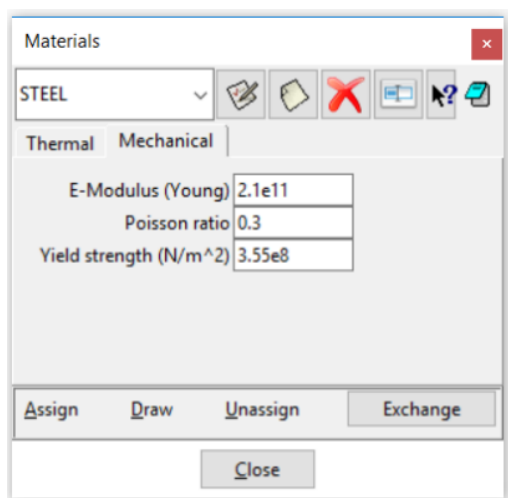 Materials
STEEL
Thermal Mechanical
E-Modulus (Young) 2.1e11
Poisson ratio 0.3
Yield strength (N/m^2) 3.55e8
Assign Draw Unassign Exchange
Close